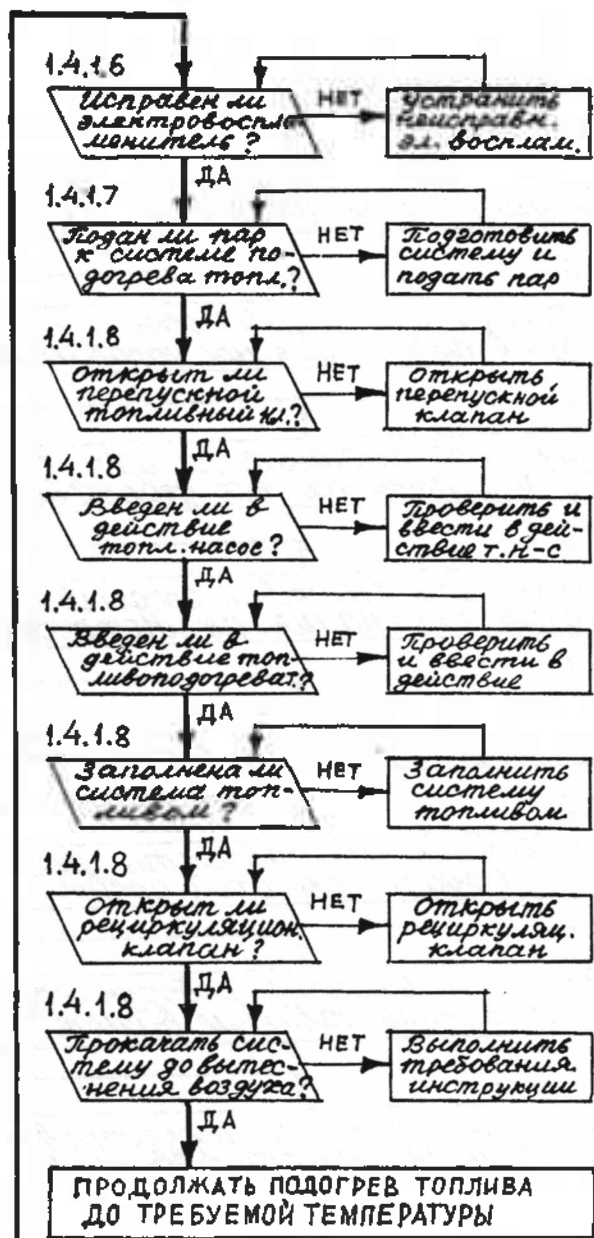 1.4.1.6
Исправен ли
электровоспла
менитель?
НЕТ
Устранить
неисправн.
эл. восплам.
ДА
1.4.1.7
Подан ли пар
к системе по-
догрева топл.?
НЕТ
Подготовить
систему и
подать пар
ДА
1.4.1.8
Открыт ли
перепускной
топливный кл.?
НЕТ
Открыть
перепускной
клапан
ДА
1.4.1.8
Введен ли в
действие
топл. насос?
НЕТ
Проверить и
ввести в дей-
ствие т.н-с
ДА
1.4.1.8
Введен ли в
действие топ-
ливоподогреват.?
НЕТ
Проверить
и ввести в
действие
ДА
1.4.1.8
Заполнена ли
система топ-
ливом?
НЕТ
Заполнить
систему
топливом
ДА
1.4.1.8
Открыт ли
рециркуляцион.
клапан?
НЕТ
Открыть
рециркуляц.
клапан
ДА
1.4.1.8
Прокачать сис-
тему до вытес-
нения воздуха?
НЕТ
Выполнить
требования
инструкции
ДА
ПРОДОЛЖАТЬ ПОДОГРЕВ ТОПЛИВА
ДО ТРЕБУЕМОЙ ТЕМПЕРАТУРЫ